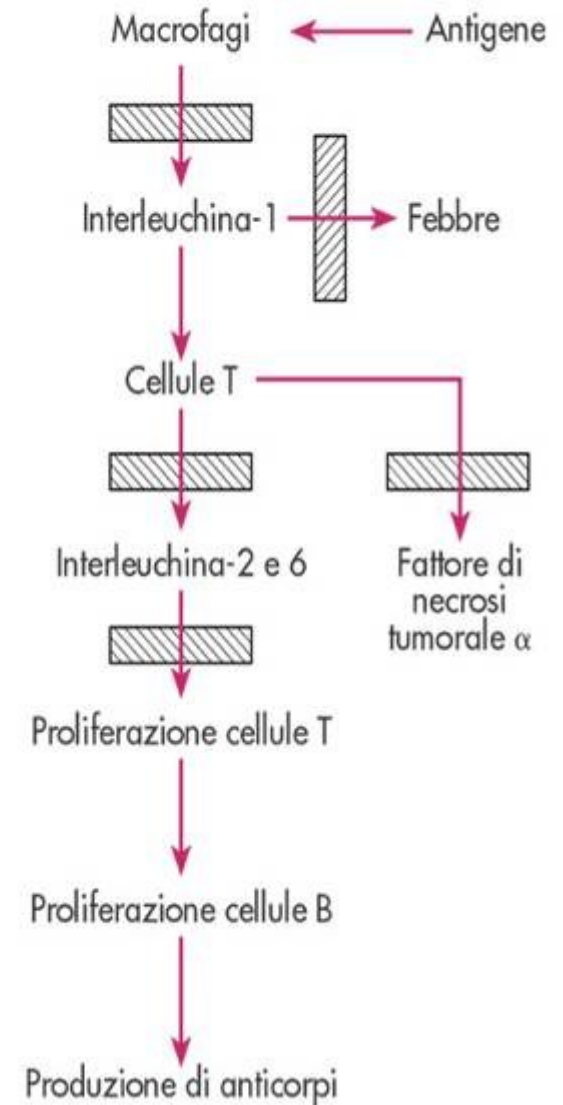 Macrofagi
Antigene
Interleuchina-1
Febbre
Cellule T
Interleuchina-2 e 6
Fattore di
necrosi
tumorale α
Proliferazione cellule T
Proliferazione cellule B
Produzione di anticorpi